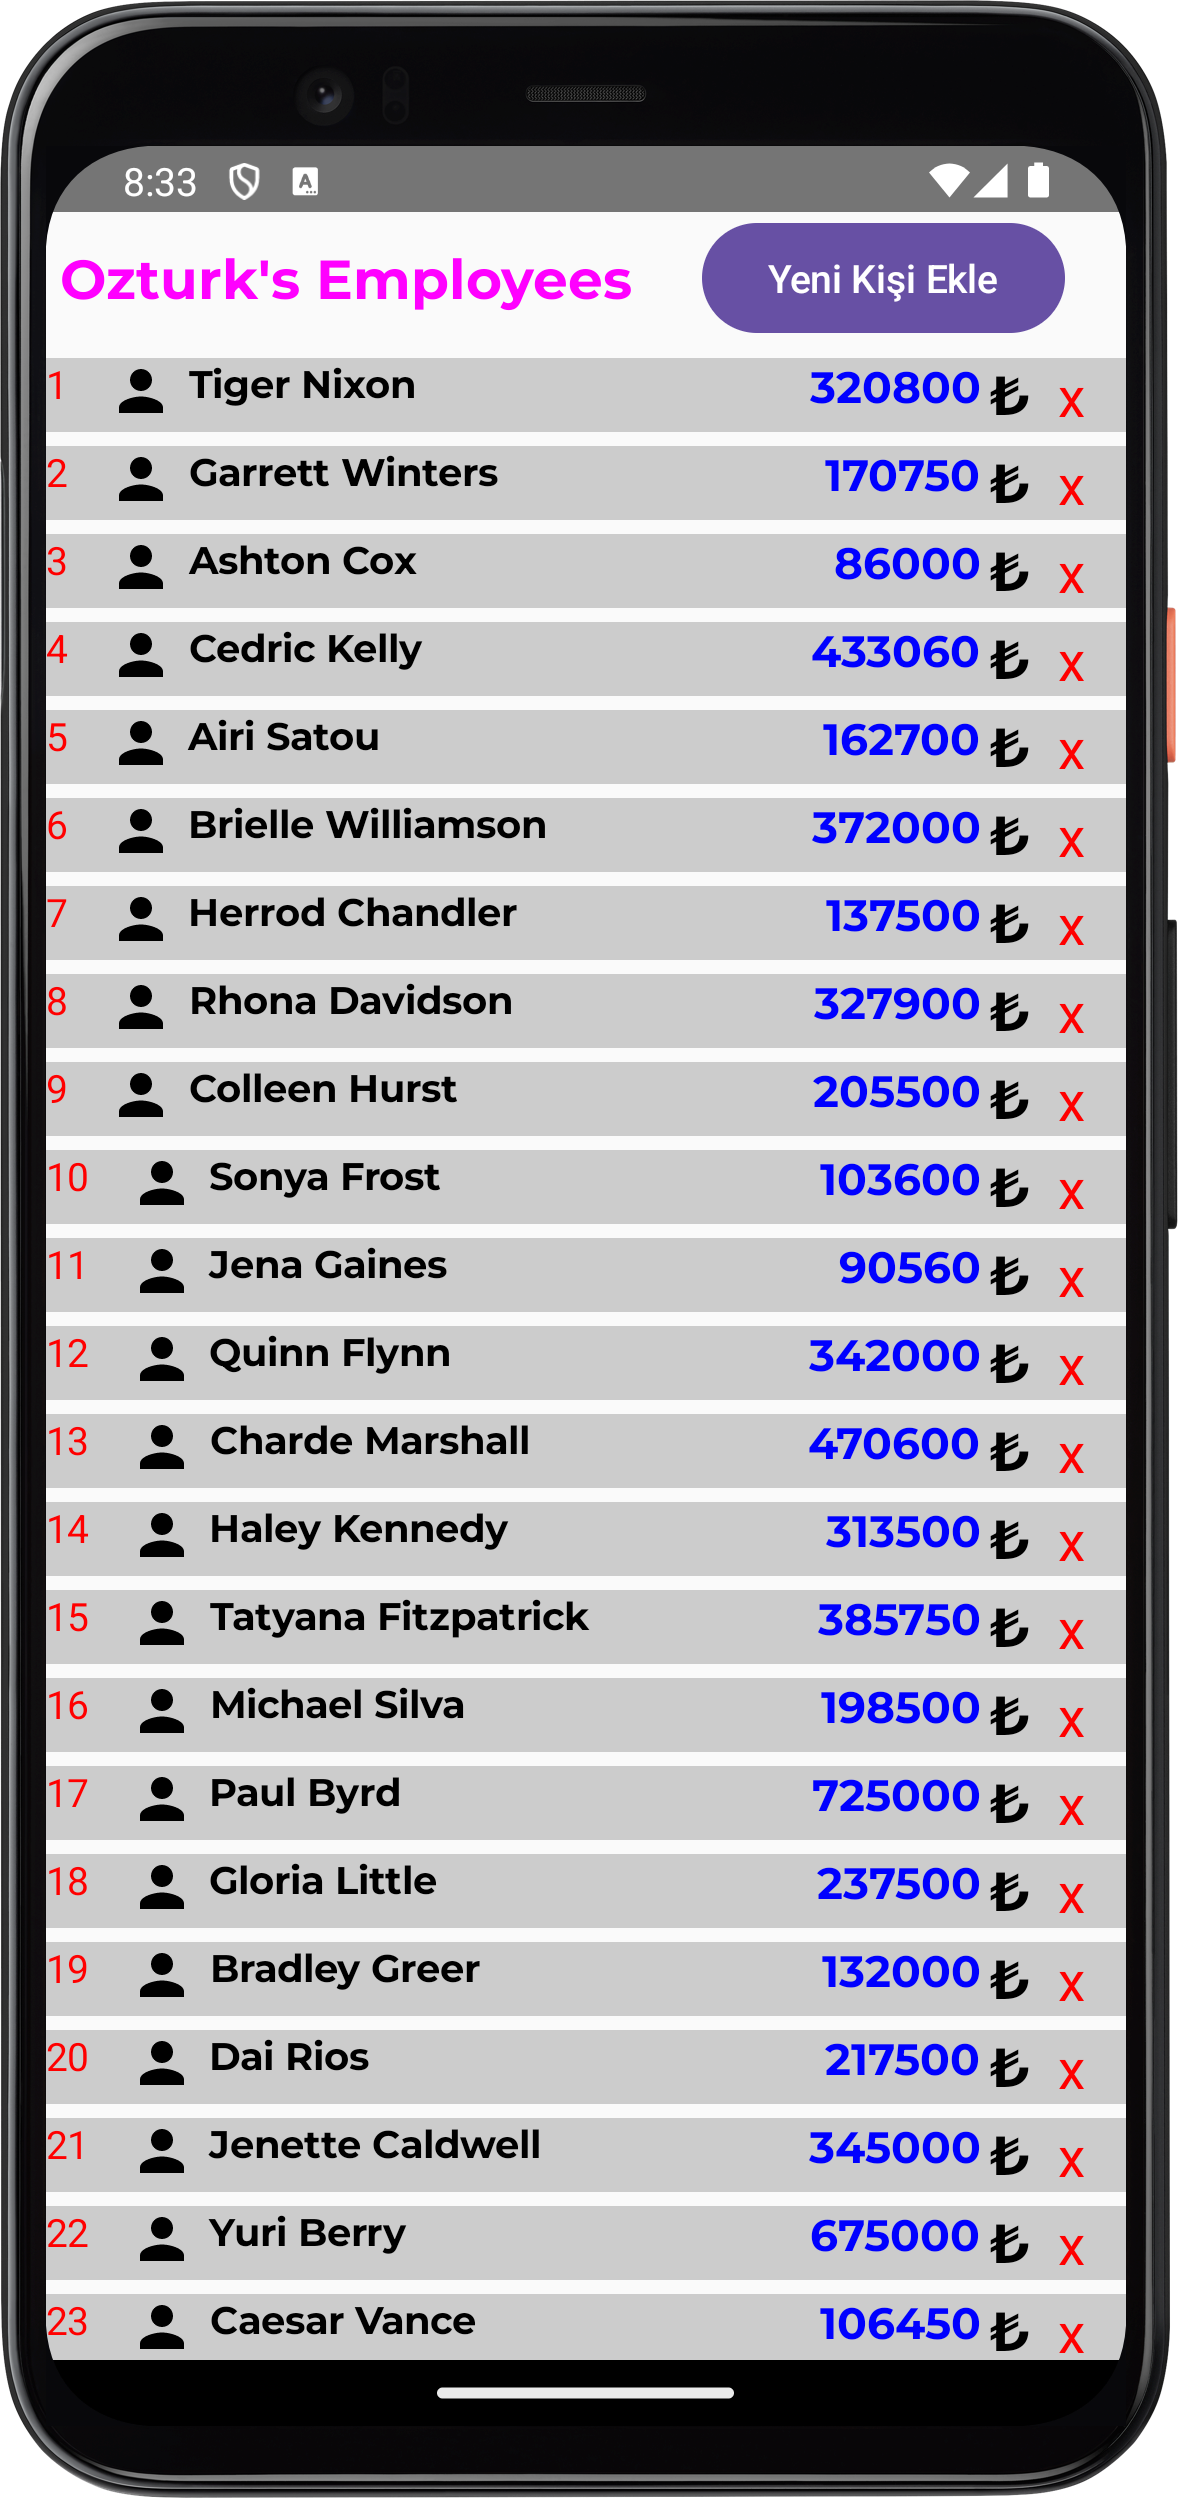 8:33
Ozturk's Employees Yeni Kişi Ekle
1 Tiger Nixon 320800 ₺ X
2 Garrett Winters 170750 ₺ X
3 Ashton Cox 86000 ₺ X
4 Cedric Kelly 433060 ₺ X
5 Airi Satou 162700 ₺ X
6 Brielle Williamson 372000 ₺ X
7 Herrod Chandler 137500 ₺ X
8 Rhona Davidson 327900 ₺ X
9 Colleen Hurst 205500 ₺ X
10 Sonya Frost 103600 ₺ X
11 Jena Gaines 90560 ₺ X
12 Quinn Flynn 342000 ₺ X
13 Charde Marshall 470600 ₺ X
14 Haley Kennedy 313500 ₺ X
15 Tatyana Fitzpatrick 385750 ₺ X
16 Michael Silva 198500 ₺ X
17 Paul Byrd 725000 ₺ X
18 Gloria Little 237500 ₺ X
19 Bradley Greer 132000 ₺ X
20 Dai Rios 217500 ₺ X
21 Jenette Caldwell 345000 ₺ X
22 Yuri Berry 675000 ₺ X
23 Caesar Vance 106450 ₺ X